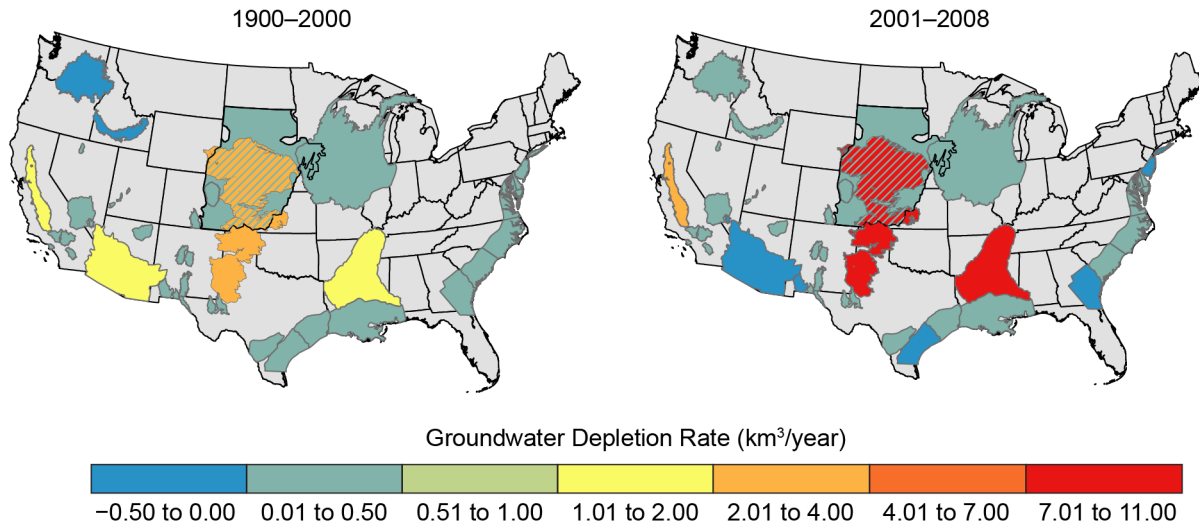 1900–2000
2001–2008
Groundwater Depletion Rate (km³/year)
−0.50 to 0.00
0.01 to 0.50
0.51 to 1.00
1.01 to 2.00
2.01 to 4.00
4.01 to 7.00
7.01 to 11.00